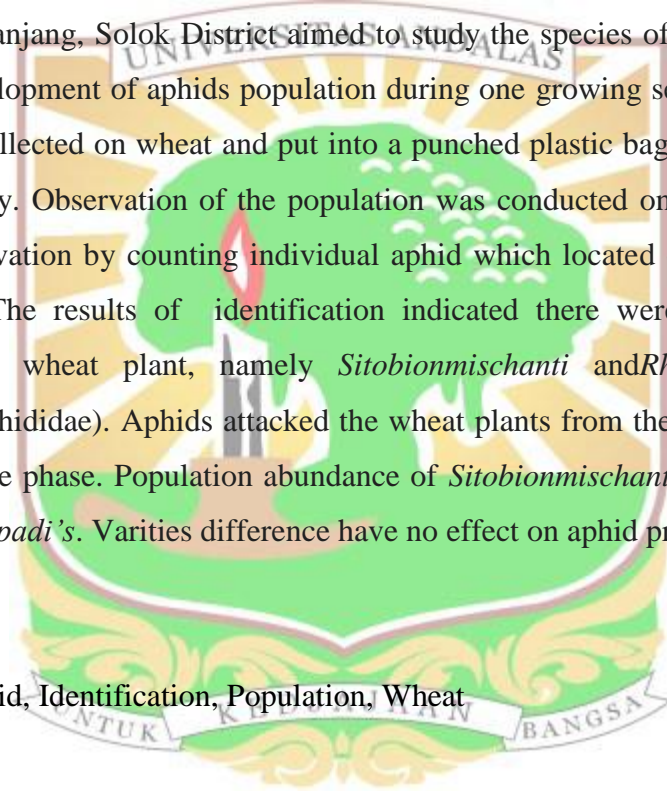 anjang, Solok District aimed to study the species of
UNIVERSITAS ANDALAS
lopment of aphids population during one growing se
llected on wheat and put into a punched plastic bag
y. Observation of the population was conducted on
vation by counting individual aphid which located
The results of identification indicated there were
wheat plant, namely Sitobionmischanti andRh
hididae). Aphids attacked the wheat plants from the
e phase. Population abundance of Sitobionmischant
padi's. Varities difference have no effect on aphid pr
id, Identification, Population, Wheat
UNTUK KEDJAJAAN BANGSA